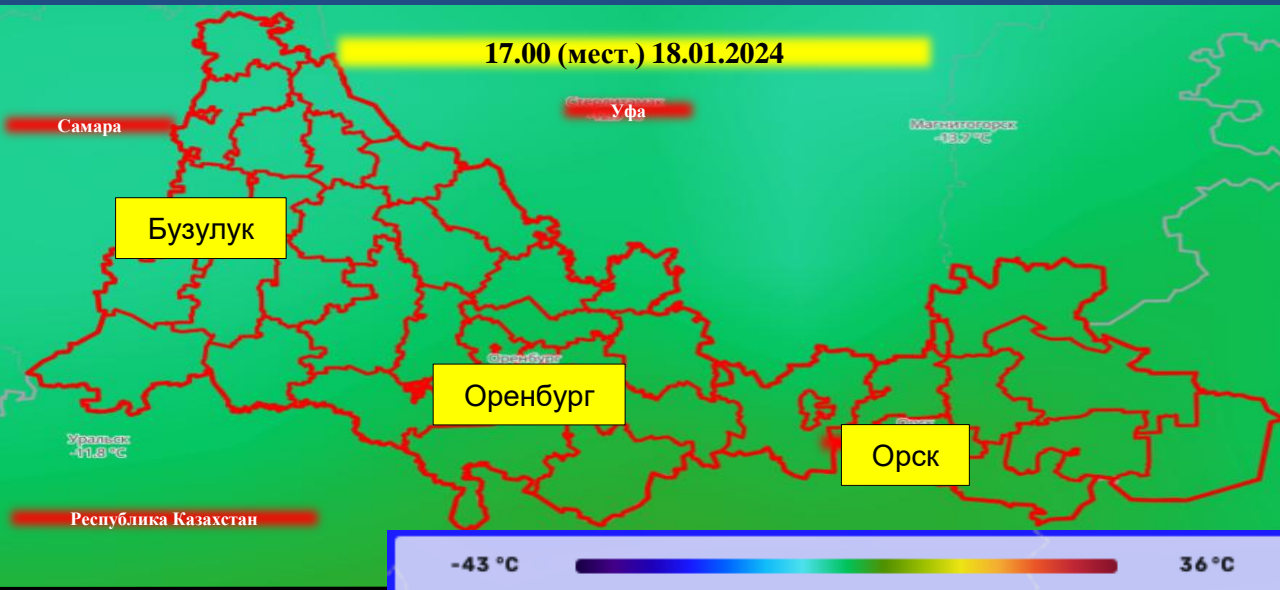 17.00 (мест.) 18.01.2024
Уфа
Самара
Магнитогорск
-13.7 °C
Бузулук
Оренбург
Оренбург
Орск
Уральск
-11.8 °C
Республика Казахстан
-43 °C
36 °C